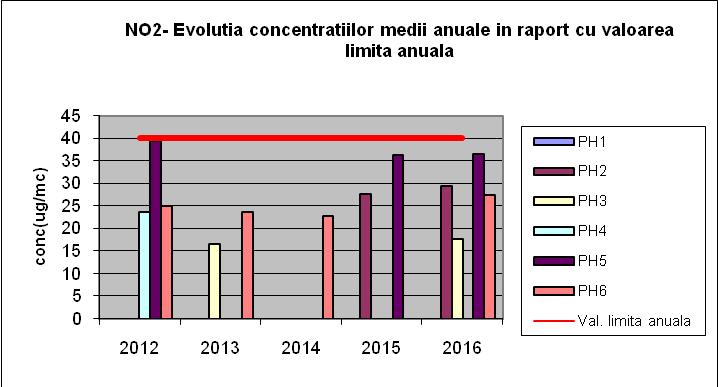 NO2- Evolutia concentratiilor medii anuale in raport cu valoarea
limita anuala
conc(ug/mc)
45
40
35
30
25
20
15
10
5
0
2012 2013 2014 2015 2016
PH1
PH2
PH3
PH4
PH5
PH6
Val. limita anuala